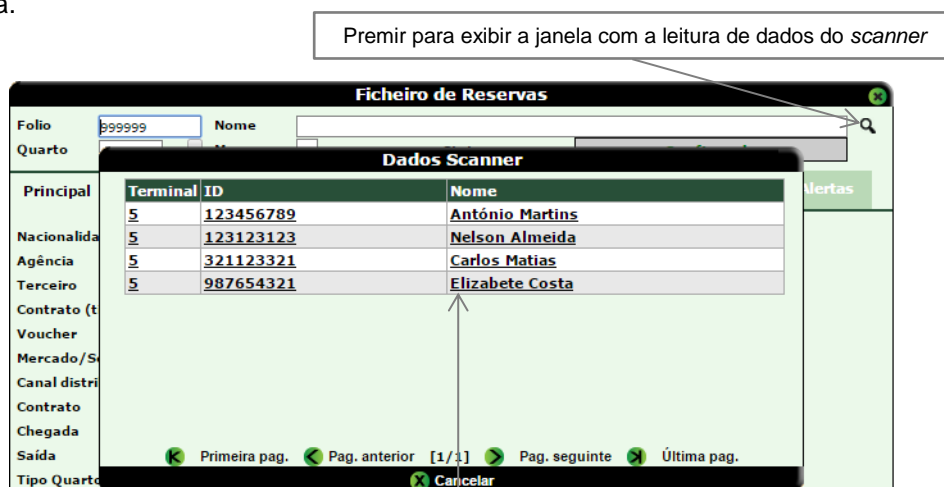 a.
Premir para exibir a janela com a leitura de dados do scanner
Ficheiro de Reservas
Folio 999999 Nome
Quarto
Dados Scanner
Principal
Alertas
Terminal ID Nome
5 123456789 António Martins
5 123123123 Nelson Almeida
5 321123321 Carlos Matias
5 987654321 Elizabete Costa
Nacionalida
Agência
Terceiro
Contrato (t
Voucher
Mercado/S
Canal distri
Contrato
Chegada
Saída
Tipo Quarto
Primeira pag. Pag. anterior [1/1] Pag. seguinte Última pag.
Cancelar